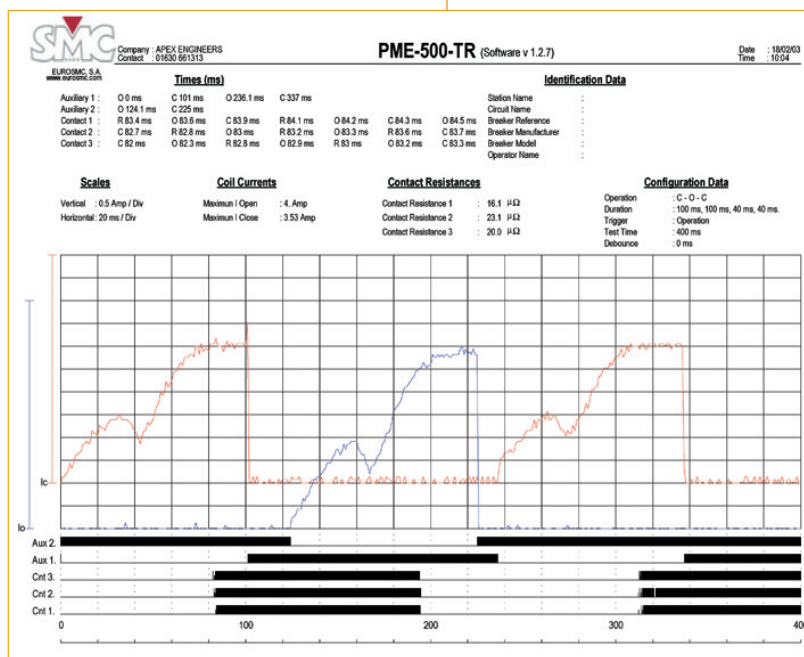 SMC
EUROSMC, S.A.
www.eurosmc.com
Company : APEX ENGINEERS
Contact : 01630 661313
PME-500-TR (Software v 1.2.7)
Date : 18/02/03
Time : 10:04
Times (ms)
Auxiliary 1 : O 0 ms C 101 ms O 236.1 ms C 337 ms
Auxiliary 2 : O 124.1 ms C 225 ms
Contact 1 : R 83.4 ms O 83.6 ms C 83.9 ms R 84.1 ms O 84.2 ms C 84.3 ms O 84.5 ms
Contact 2 : C 82.7 ms R 82.8 ms O 83 ms R 83.2 ms O 83.3 ms R 83.6 ms C 83.7 ms
Contact 3 : C 82 ms O 82.3 ms R 82.8 ms O 82.9 ms R 83 ms O 83.2 ms C 83.3 ms
Identification Data
Station Name :
Circuit Name :
Breaker Reference :
Breaker Manufacturer :
Breaker Model :
Operator Name :
Scales
Vertical : 0.5 Amp / Div
Horizontal: 20 ms / Div
Coil Currents
Maximun I Open : 4. Amp
Maximun I Close : 3.53 Amp
Contact Resistances
Contact Resistance 1 : 16.1 µΩ
Contact Resistance 2 : 23.1 µΩ
Contact Resistance 3 : 20.0 µΩ
Configuration Data
Operation : C - O - C
Duration : 100 ms, 100 ms, 40 ms, 40 ms.
Trigger : Operation
Test Time : 400 ms
Debounce : 0 ms
Ic
Io
Aux 2.
Aux 1.
Cnt 3.
Cnt 2.
Cnt 1.
0 100 200 300 40